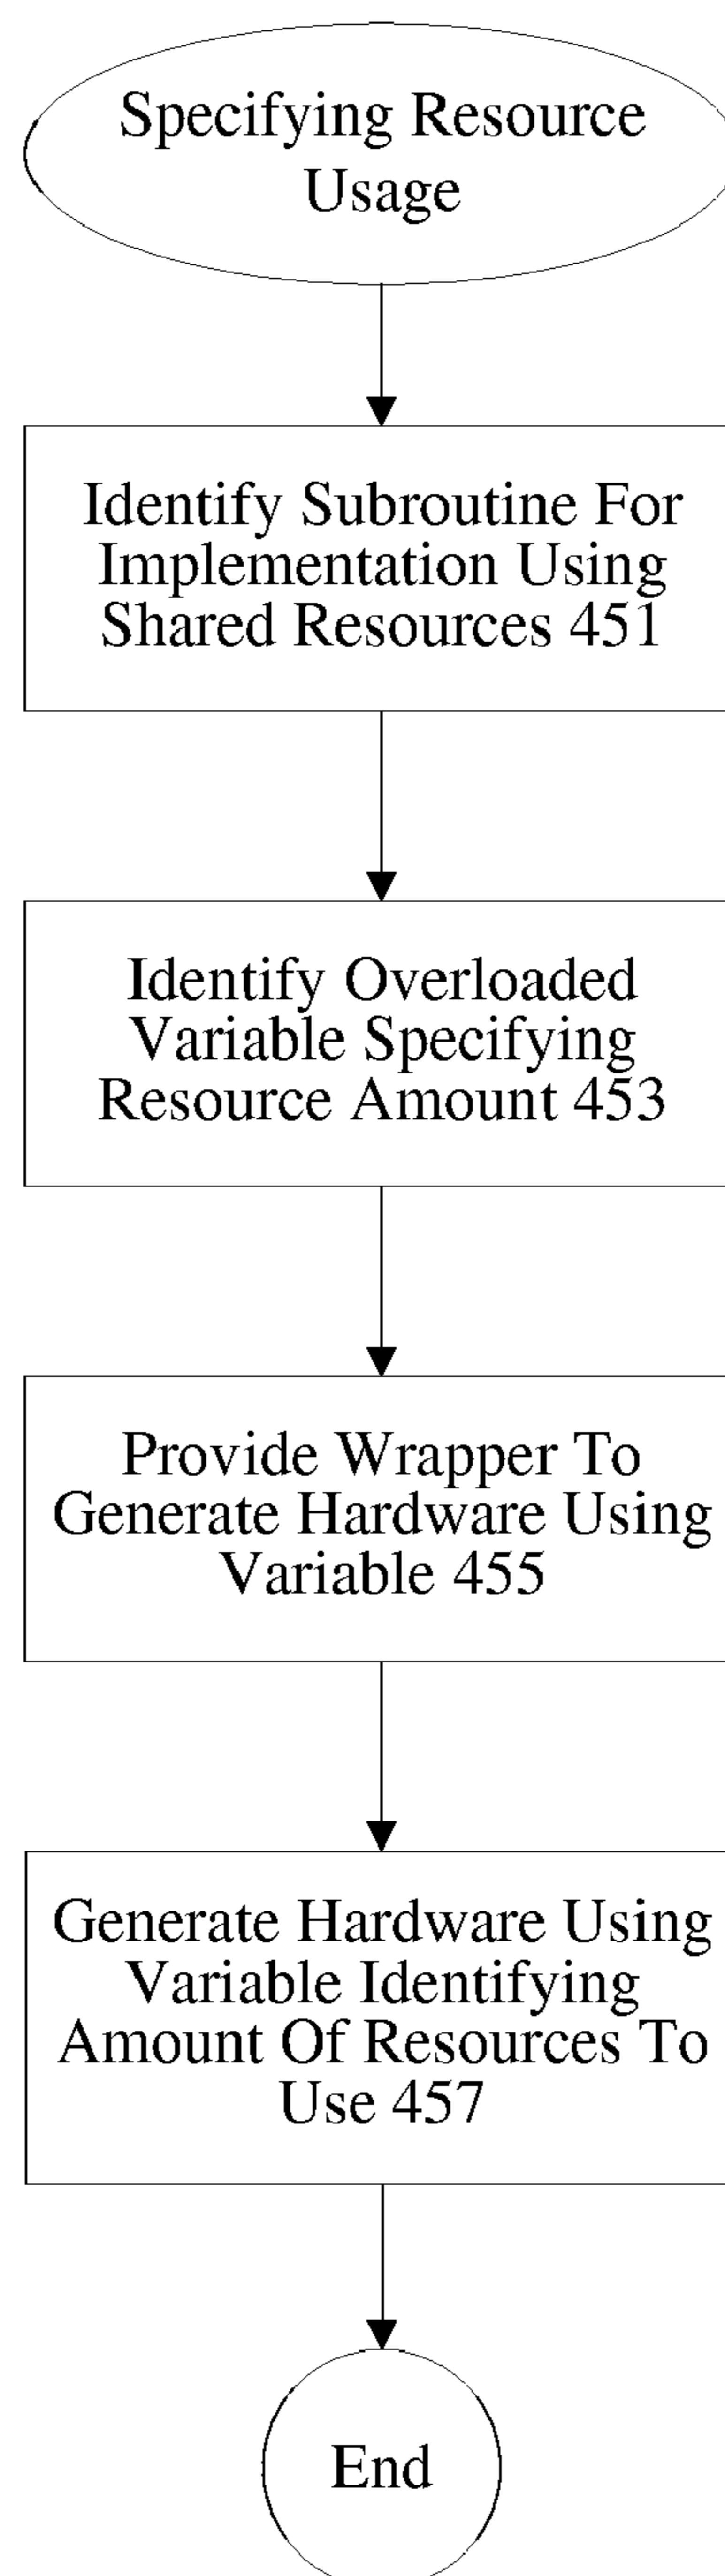 Specifying Resource
Usage
Identify Subroutine For
Implementation Using
Shared Resources 451
Identify Overloaded
Variable Specifying
Resource Amount 453
Provide Wrapper To
Generate Hardware Using
Variable 455
Generate Hardware Using
Variable Identifying
Amount Of Resources To
Use 457
End